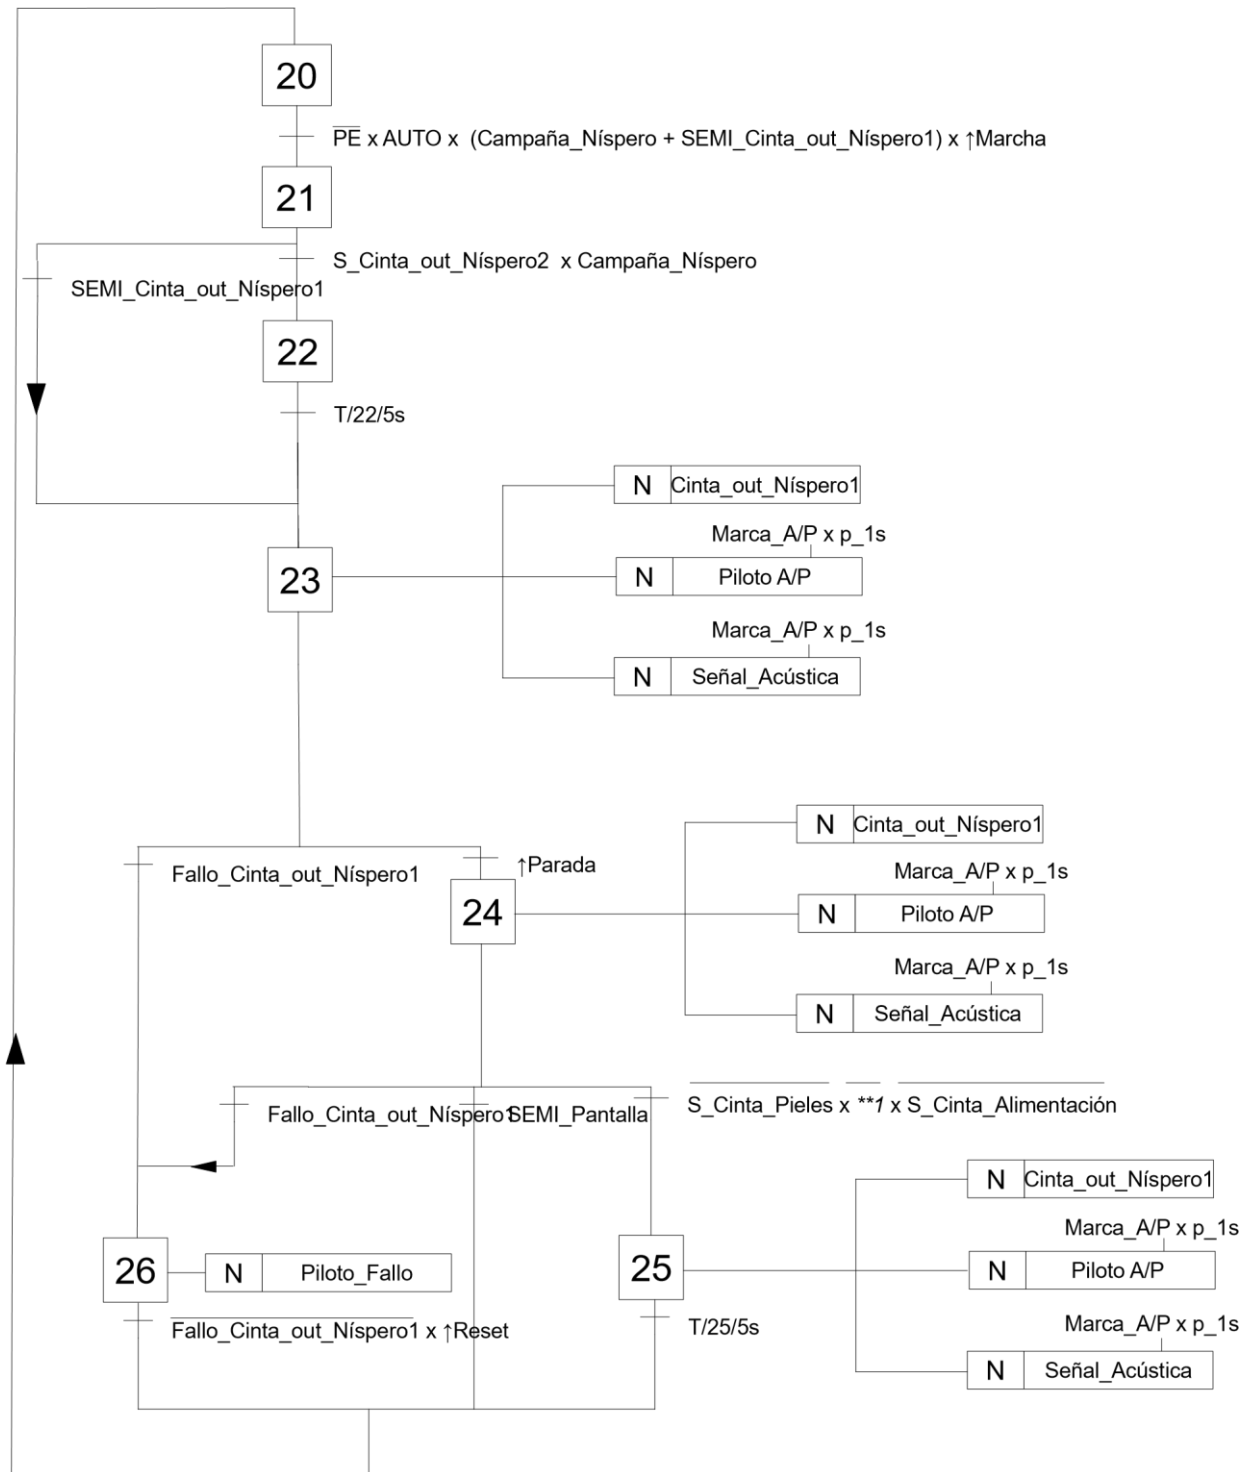 20
P̅E̅ x AUTO x (Campaña_Níspero + SEMI_Cinta_out_Níspero1) x ↑Marcha
21
S_Cinta_out_Níspero2 x Campaña_Níspero
SEMI_Cinta_out_Níspero1
22
T/22/5s
N Cinta_out_Níspero1
Marca_A/P x p_1s
23
N Piloto A/P
Marca_A/P x p_1s
N Señal_Acústica
N Cinta_out_Níspero1
Fallo_Cinta_out_Níspero1
↑Parada
Marca_A/P x p_1s
24
N Piloto A/P
Marca_A/P x p_1s
N Señal_Acústica
Fallo_Cinta_out_Níspero1
SEMI_Pantalla
S_Cinta_Pieles x **1 x S_Cinta_Alimentación
N Cinta_out_Níspero1
Marca_A/P x p_1s
26
N Piloto_Fallo
25
N Piloto A/P
Fallo_Cinta_out_Níspero1 x ↑Reset
T/25/5s
Marca_A/P x p_1s
N Señal_Acústica